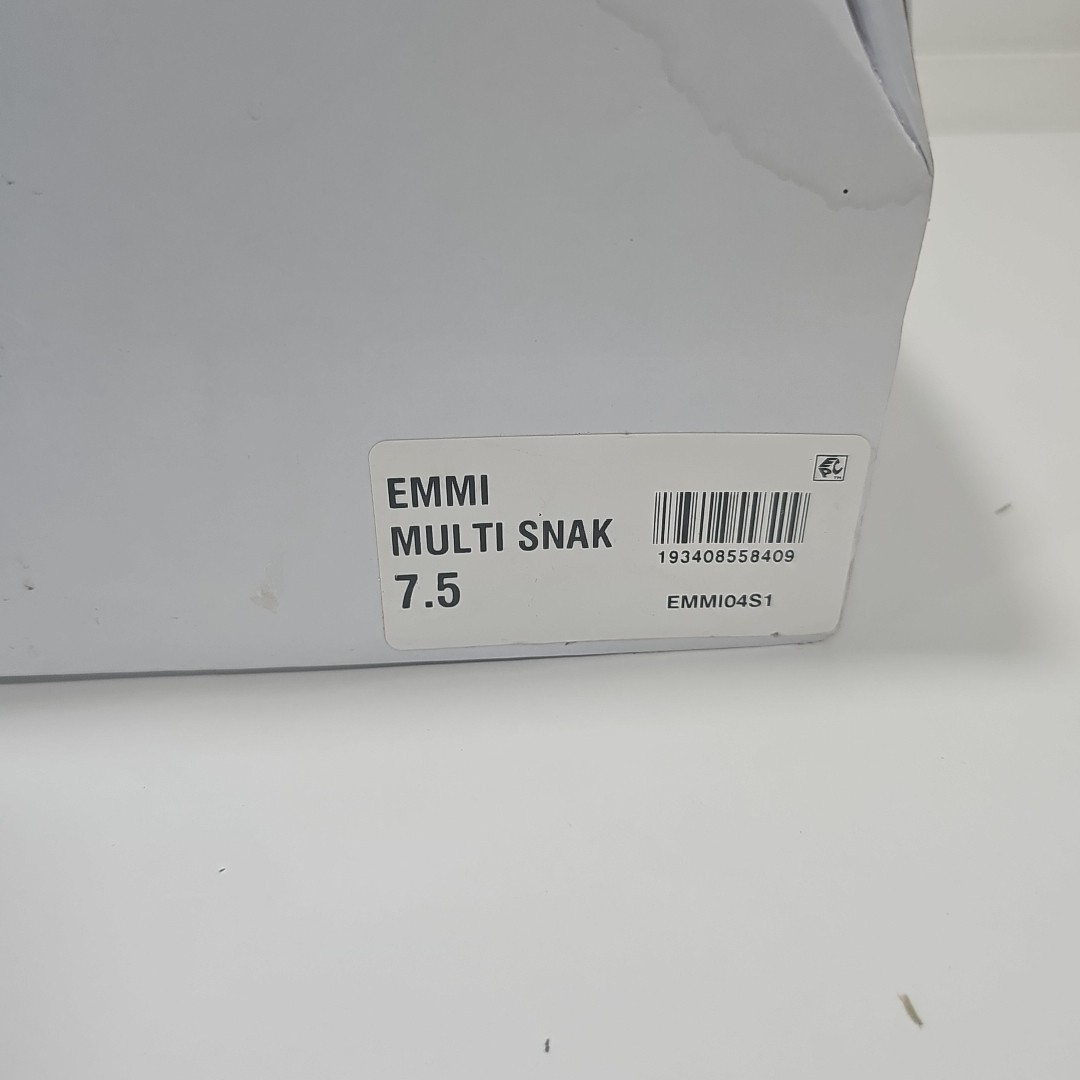 EMMI
MULTI SNAK
7.5
193408558409
EMMI04S1